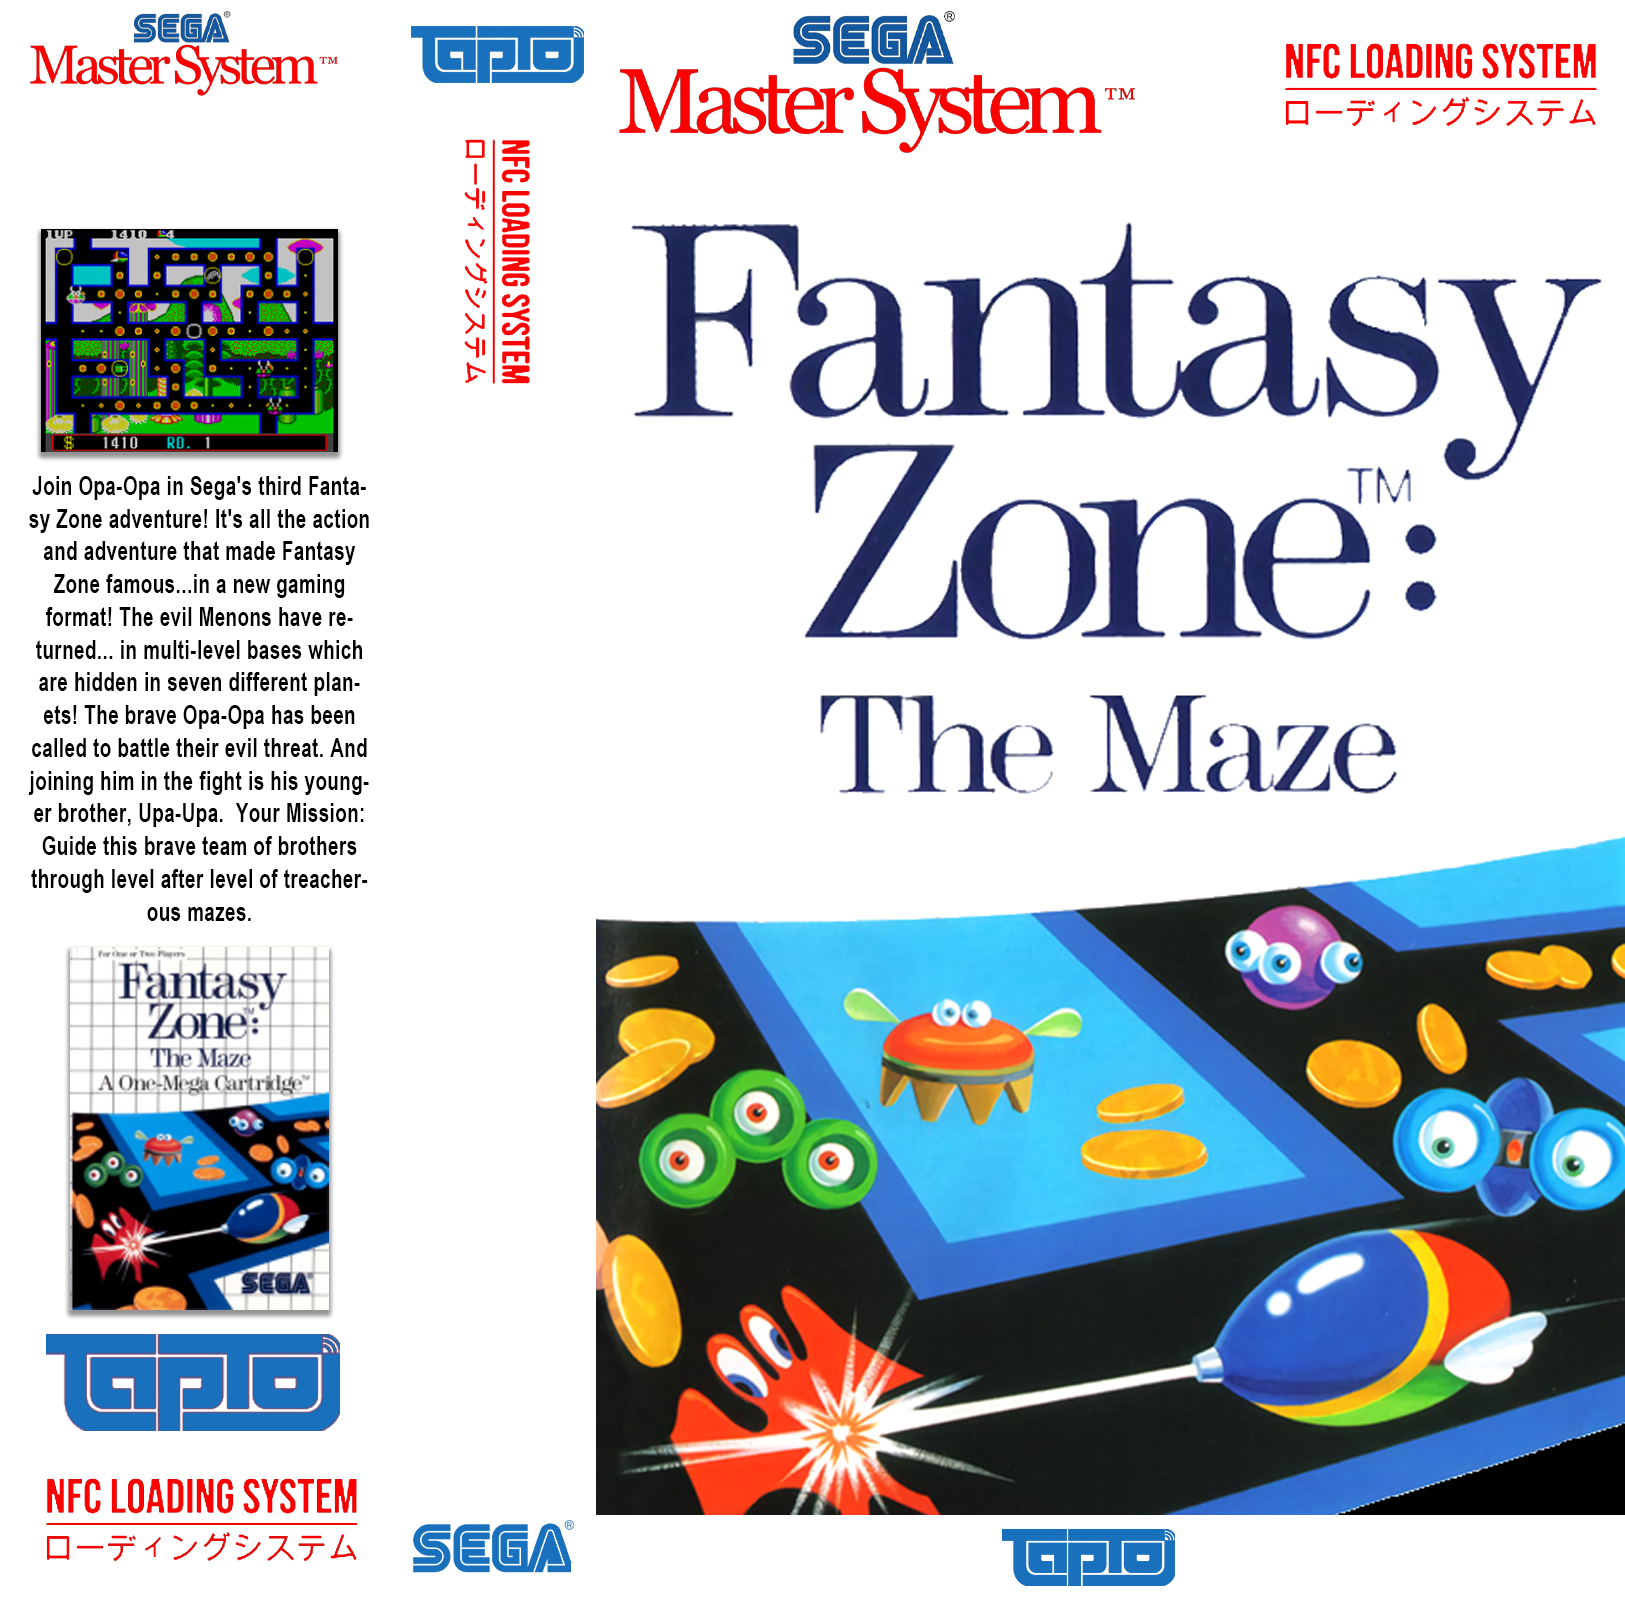 SEGA®
Master System™
1UP 1410 4
$ 1410 RD. 1
Join Opa-Opa in Sega's third Fanta-
sy Zone adventure! It's all the action
and adventure that made Fantasy
Zone famous...in a new gaming
format! The evil Menons have re-
turned... in multi-level bases which
are hidden in seven different plan-
ets! The brave Opa-Opa has been
called to battle their evil threat. And
joining him in the fight is his young-
er brother, Upa-Upa.  Your Mission:
Guide this brave team of brothers
through level after level of treacher-
ous mazes.
For One or Two Players
Fantasy
Zone™:
The Maze
A One-Mega Cartridge™
SEGA®
TapTo
NFC LOADING SYSTEM
ローディングシステム
TapTo
NFC LOADING SYSTEM
ローディングシステム
SEGA®
SEGA®
Master System™
NFC LOADING SYSTEM
ローディングシステム
Fantasy
Zone™:
The Maze
TapTo